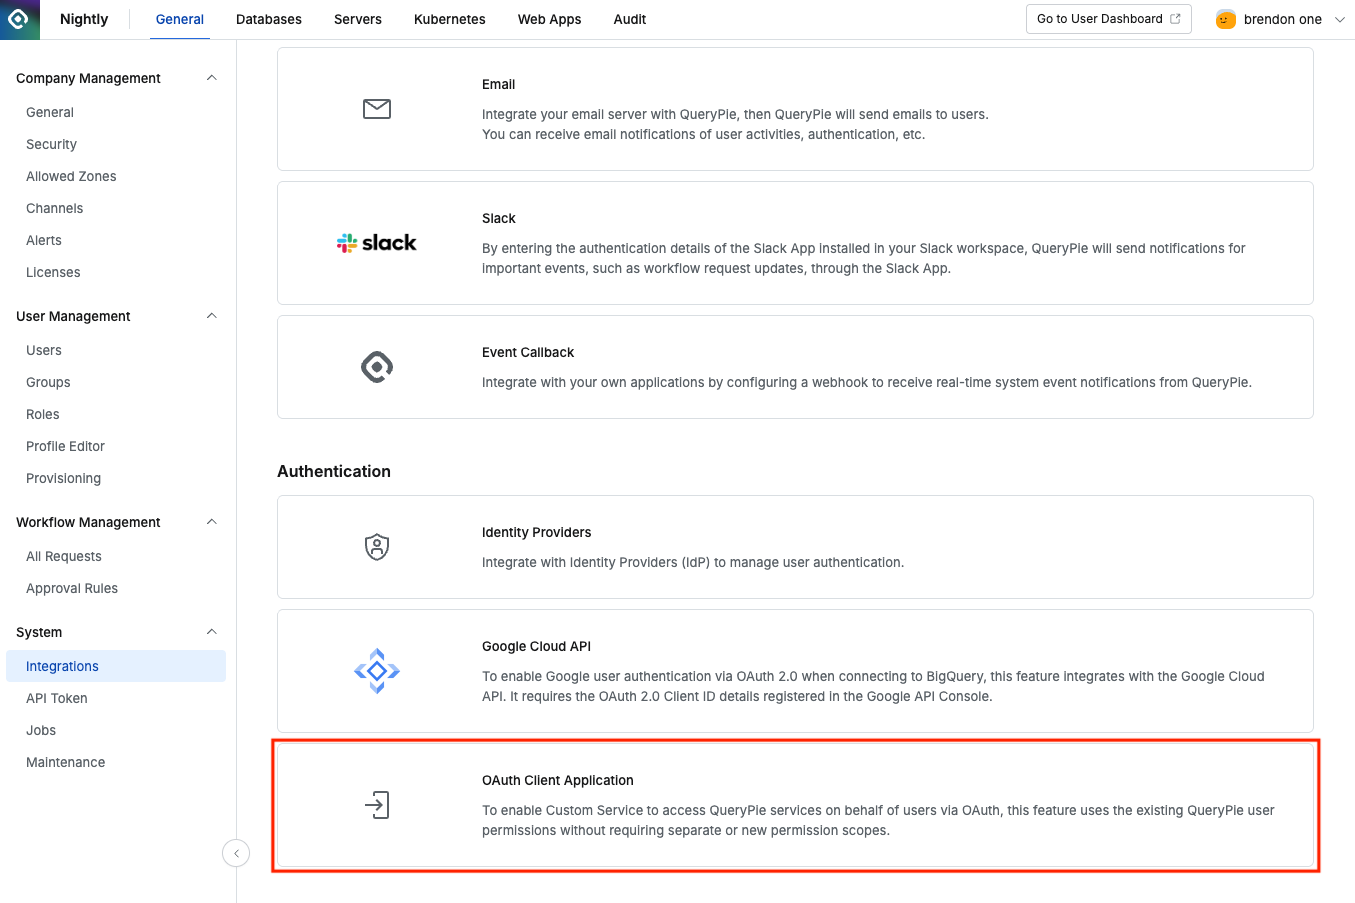 Nightly
General
Databases
Servers
Kubernetes
Web Apps
Audit
Go to User Dashboard
brendon one
Company Management
General
Security
Allowed Zones
Channels
Alerts
Licenses
User Management
Users
Groups
Roles
Profile Editor
Provisioning
Workflow Management
All Requests
Approval Rules
System
Integrations
API Token
Jobs
Maintenance
Email
Integrate your email server with QueryPie, then QueryPie will send emails to users.
You can receive email notifications of user activities, authentication, etc.
slack
Slack
By entering the authentication details of the Slack App installed in your Slack workspace, QueryPie will send notifications for
important events, such as workflow request updates, through the Slack App.
Event Callback
Integrate with your own applications by configuring a webhook to receive real-time system event notifications from QueryPie.
Authentication
Identity Providers
Integrate with Identity Providers (IdP) to manage user authentication.
Google Cloud API
To enable Google user authentication via OAuth 2.0 when connecting to BigQuery, this feature integrates with the Google Cloud
API. It requires the OAuth 2.0 Client ID details registered in the Google API Console.
OAuth Client Application
To enable Custom Service to access QueryPie services on behalf of users via OAuth, this feature uses the existing QueryPie user
permissions without requiring separate or new permission scopes.